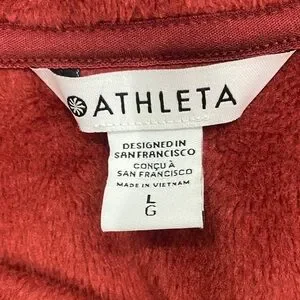 ATHLETA
DESIGNED IN
SAN FRANCISCO
CONÇU À
SAN FRANCISCO
MADE IN VIETNAM
L
G